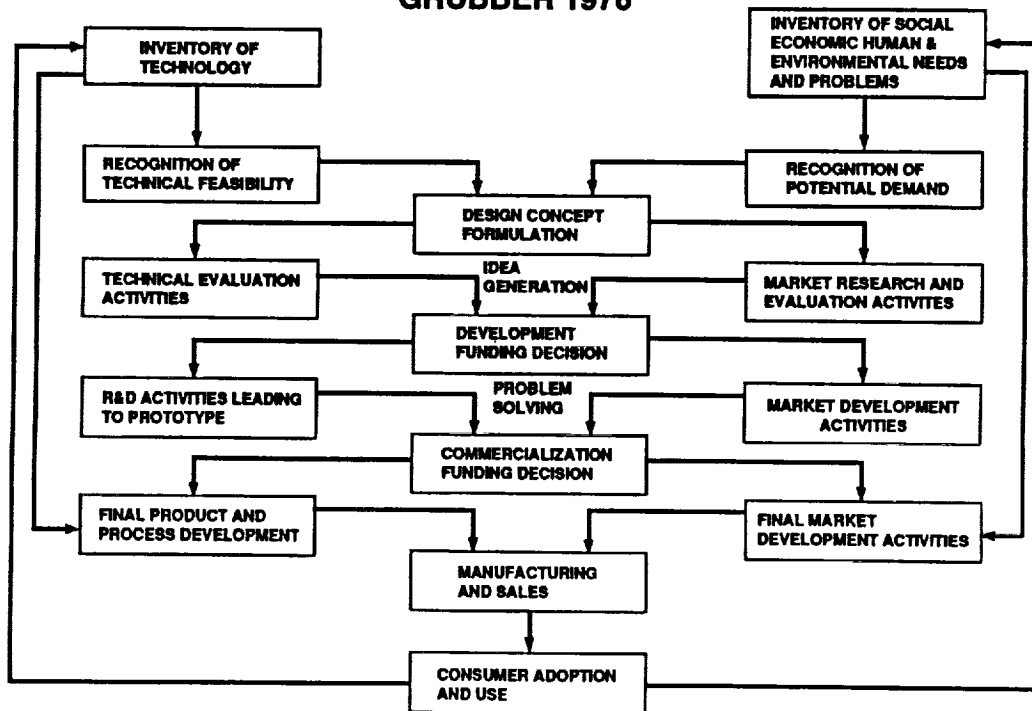 GRUBBER
INVENTORY OF
TECHNOLOGY
INVENTORY OF SOCIAL
ECONOMIC HUMAN &
ENVIRONMENTAL NEEDS
AND PROBLEMS
RECOGNITION OF
TECHNICAL FEASIBILITY
RECOGNITION OF
POTENTIAL DEMAND
DESIGN CONCEPT
FORMULATION
TECHNICAL EVALUATION
ACTIVITIES
IDEA
GENERATION
MARKET RESEARCH AND
EVALUATION ACTIVITES
DEVELOPMENT
FUNDING DECISION
R&D ACTIVITIES LEADING
TO PROTOTYPE
PROBLEM
SOLVING
MARKET DEVELOPMENT
ACTIVITIES
COMMERCIALIZATION
FUNDING DECISION
FINAL PRODUCT AND
PROCESS DEVELOPMENT
FINAL MARKET
DEVELOPMENT ACTIVITIES
MANUFACTURING
AND SALES
CONSUMER ADOPTION
AND USE